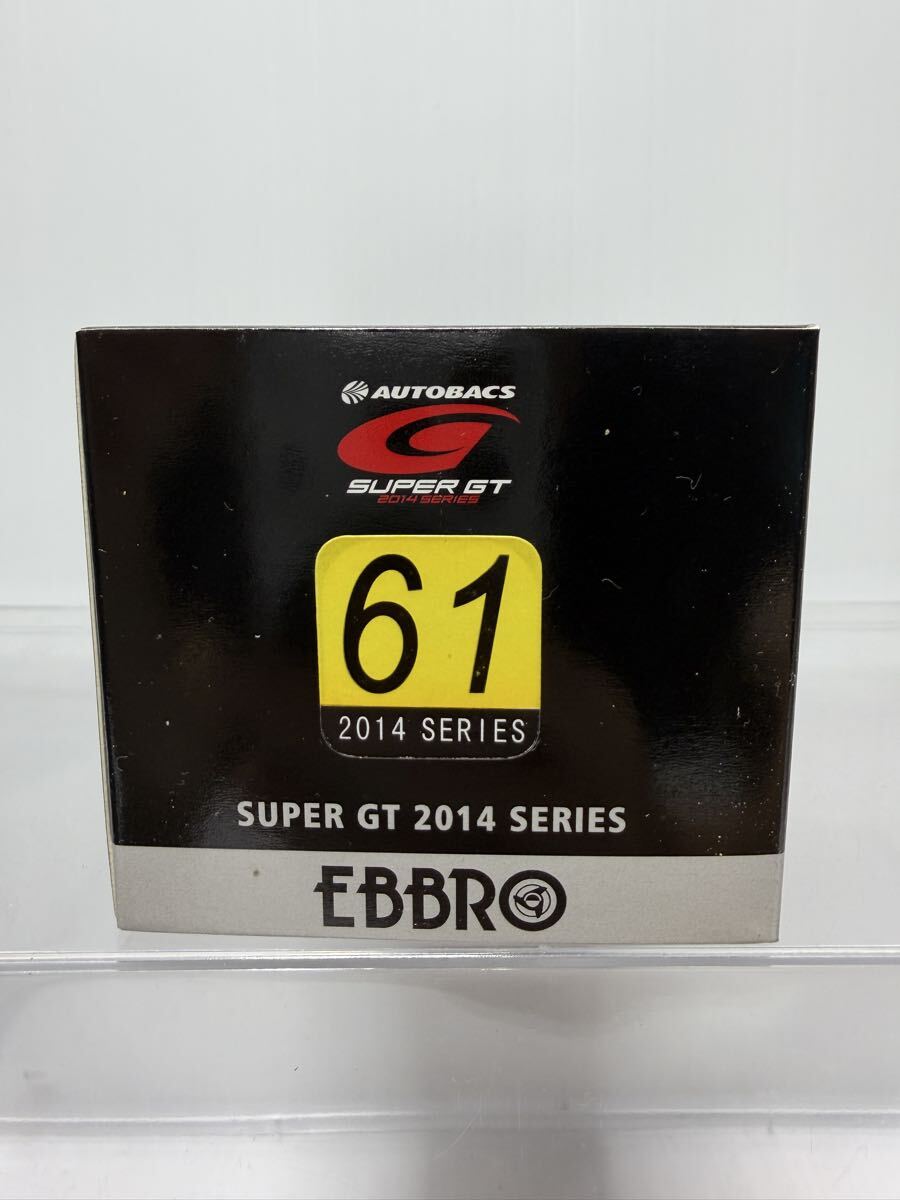 AUTOBACS
SUPER GT
2014 SERIES
61
2014 SERIES
SUPER GT 2014 SERIES
EBBRO